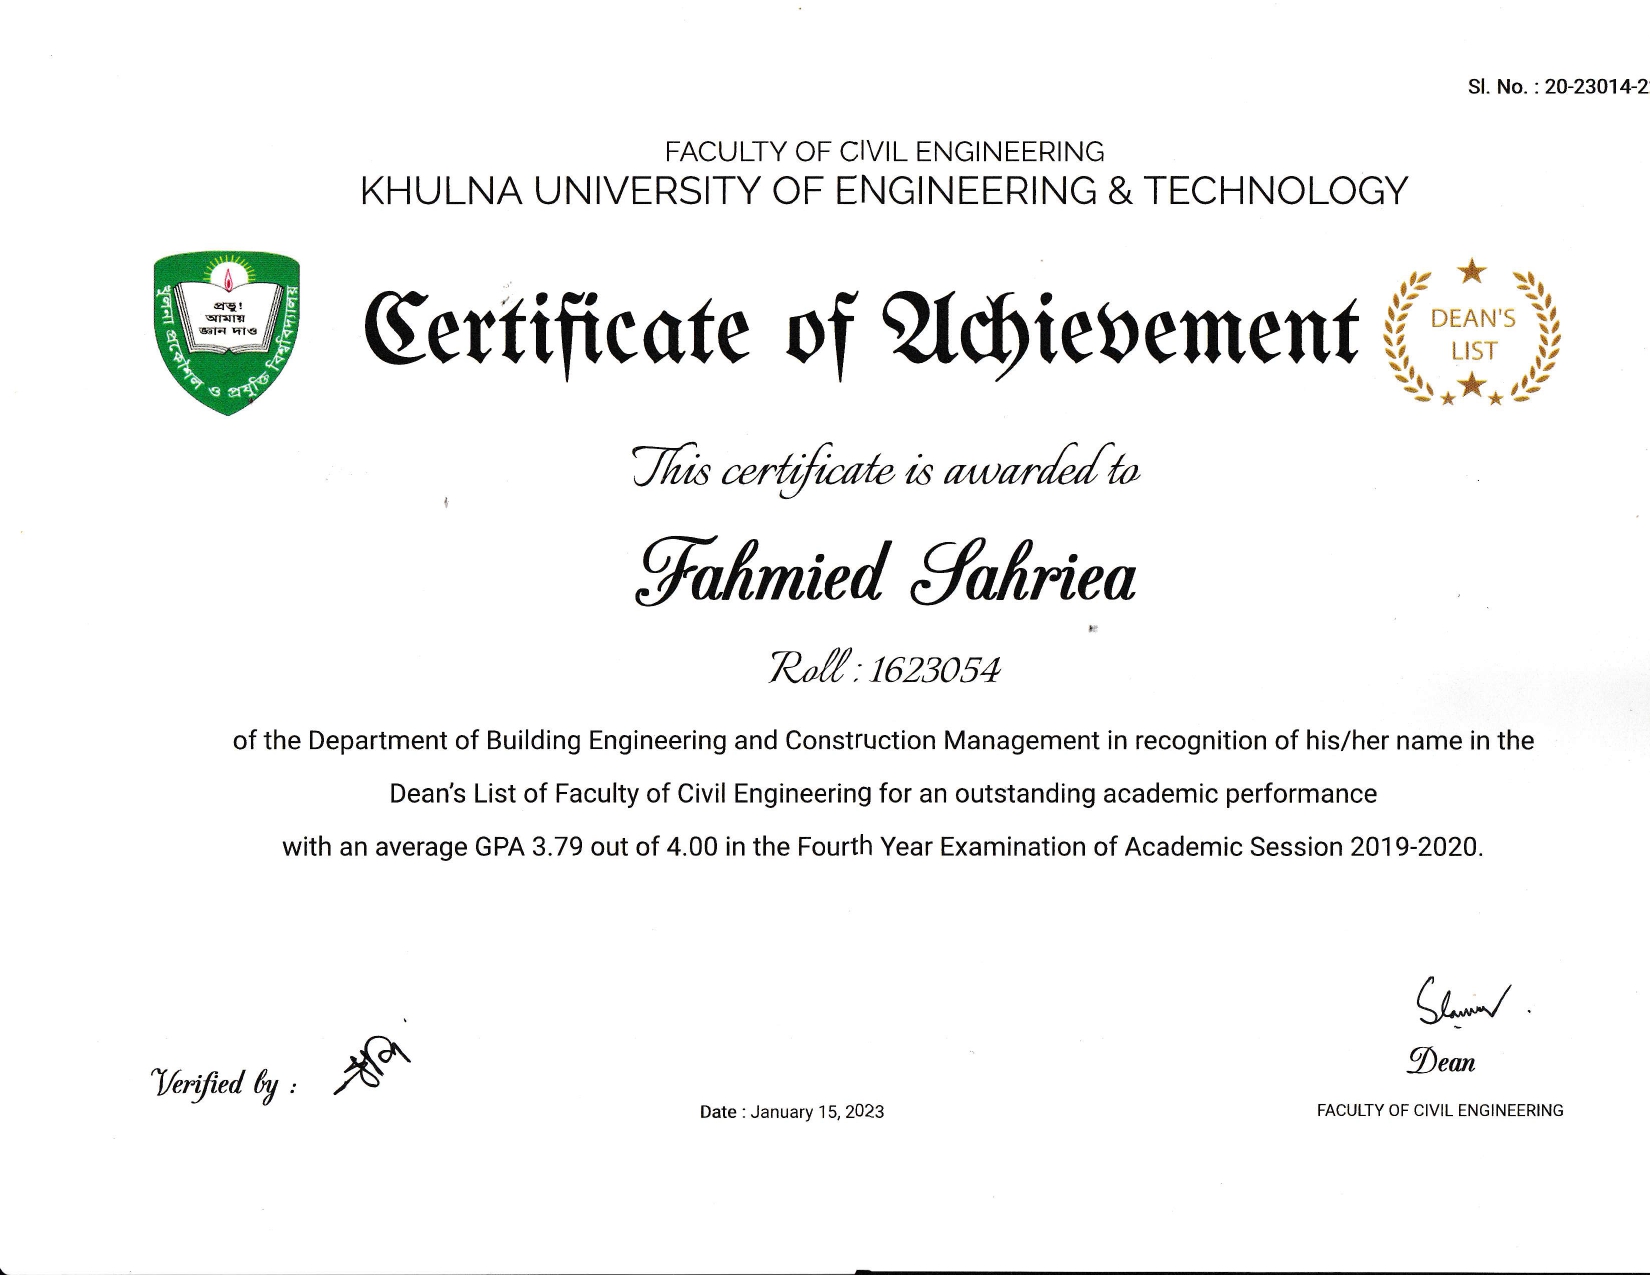 Sl. No. : 20-23014-2
FACULTY OF CIVIL ENGINEERING
KHULNA UNIVERSITY OF ENGINEERING & TECHNOLOGY
প্রভু!
আমায়
জ্ঞান দাও
খুলনা প্রকৌশল ও প্রযুক্তি বিশ্ববিদ্যালয়
Certificate of Achievement
DEAN'S
LIST
This certificate is awarded to
Fahmied Sahriea
Roll : 1623054
of the Department of Building Engineering and Construction Management in recognition of his/her name in the
Dean’s List of Faculty of Civil Engineering for an outstanding academic performance
with an average GPA 3.79 out of 4.00 in the Fourth Year Examination of Academic Session 2019-2020.
Verified by :
Dean
Date : January 15, 2023
FACULTY OF CIVIL ENGINEERING